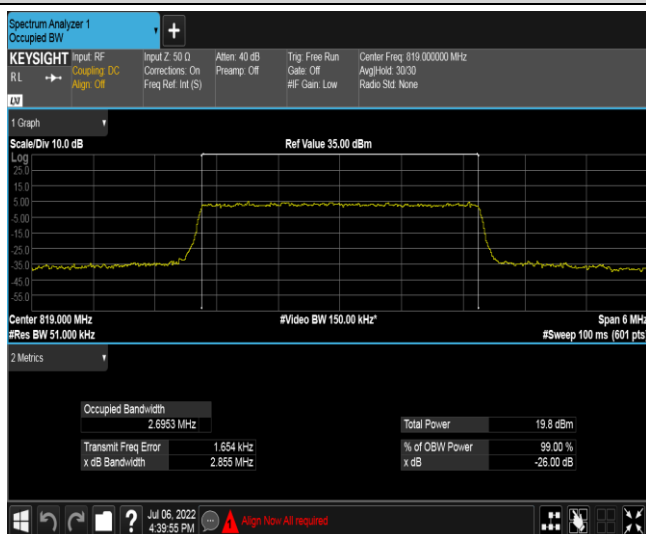 Spectrum Analyzer 1
Occupied BW
+
KEYSIGHT Input: RF Input Z: 50 Ω Atten: 40 dB Trig: Free Run Center Freq: 819.000000 MHz
RL Coupling: DC Corrections: On Preamp: Off Gate: Off Avg|Hold: 30/30
Align: Off Freq Ref: Int (S) #IF Gain: Low Radio Std: None
LXI
1 Graph
Scale/Div 10.0 dB Ref Value 35.00 dBm
Log
25.0
15.0
5.00
-5.00
-15.0
-25.0
-35.0
-45.0
-55.0
Center 819.000 MHz #Video BW 150.00 kHz* Span 6 MHz
#Res BW 51.000 kHz #Sweep 100 ms (601 pts)
2 Metrics
Occupied Bandwidth
2.6953 MHz Total Power 19.8 dBm
Transmit Freq Error 1.654 kHz % of OBW Power 99.00 %
x dB Bandwidth 2.855 MHz x dB -26.00 dB
? Jul 06, 2022
4:39:55 PM Align Now All required